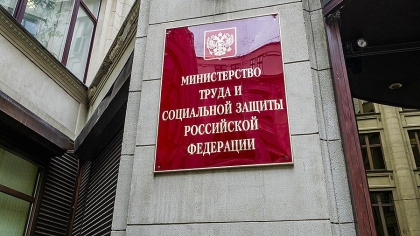 МИНИСТЕРСТВО
ТРУДА И
СОЦИАЛЬНОЙ ЗАЩИТЫ
РОССИЙСКОЙ
ФЕДЕРАЦИИ